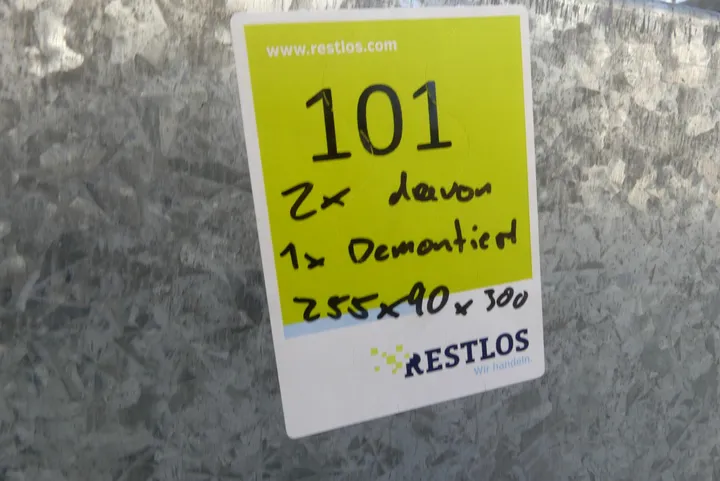 www.restlos.com
101
2x davon
1x Demontiert
255x90x300
RESTLOS
Wir handeln.